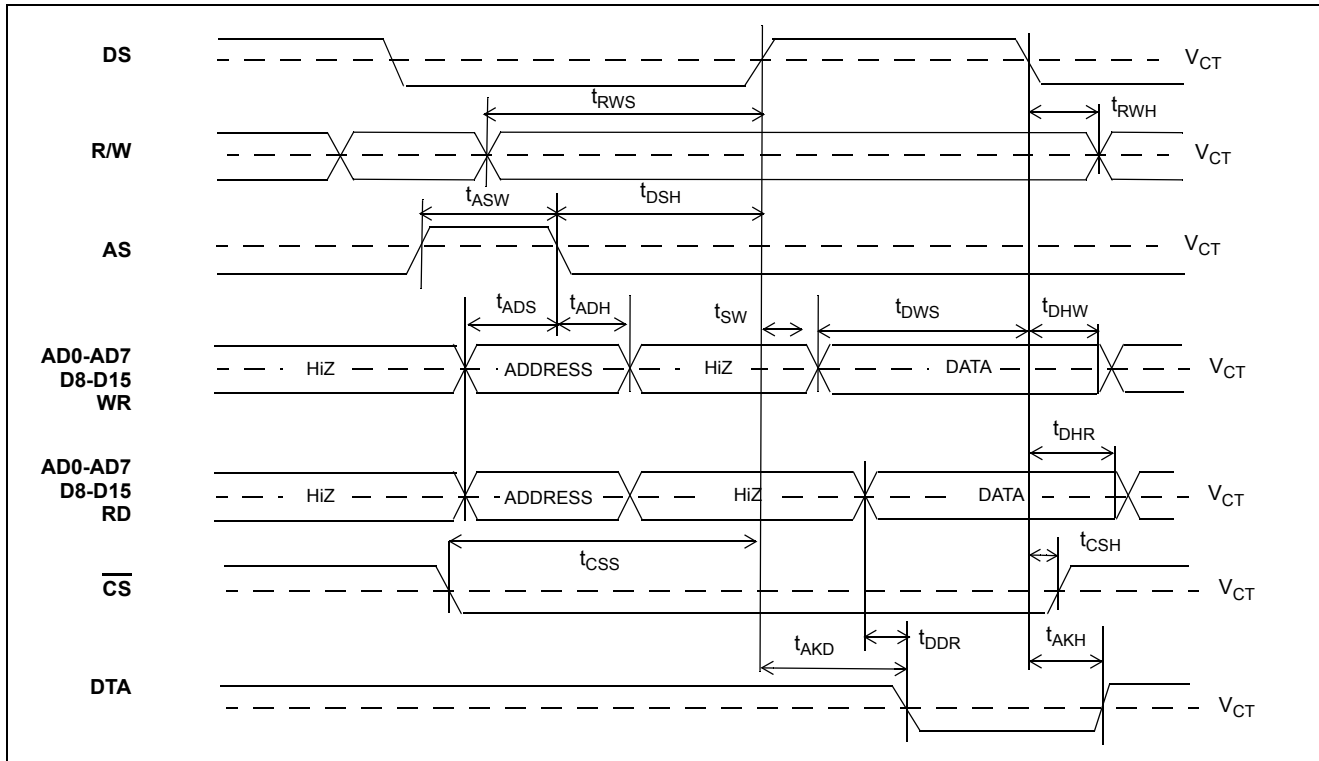 DS
V_CT
t_RWS
t_RWH
R/W
V_CT
t_ASW
t_DSH
AS
V_CT
t_ADS
t_ADH
t_SW
t_DWS
t_DHW
AD0-AD7
D8-D15
WR
HiZ
ADDRESS
HiZ
DATA
V_CT
t_DHR
AD0-AD7
D8-D15
RD
HiZ
ADDRESS
HiZ
DATA
V_CT
t_CSS
t_CSH
C̅S̅
V_CT
t_AKD
t_DDR
t_AKH
DTA
V_CT